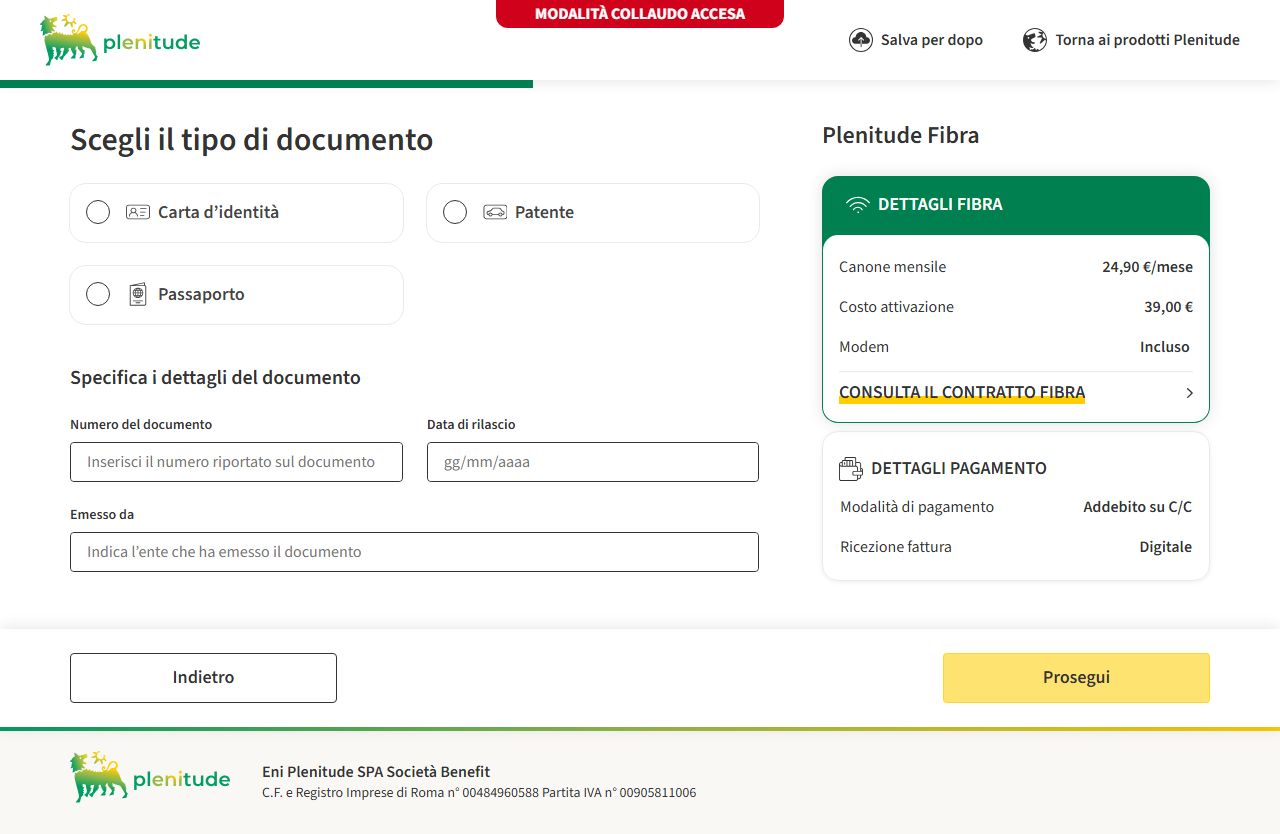 MODALITÀ COLLAUDO ACCESA
plenitude
Salva per dopo
Torna ai prodotti Plenitude
Scegli il tipo di documento
Carta d’identità
Patente
Passaporto
Specifica i dettagli del documento
Numero del documento
Data di rilascio
Inserisci il numero riportato sul documento
gg/mm/aaaa
Emesso da
Indica l’ente che ha emesso il documento
Plenitude Fibra
DETTAGLI FIBRA
Canone mensile 24,90 €/mese
Costo attivazione 39,00 €
Modem Incluso
CONSULTA IL CONTRATTO FIBRA
DETTAGLI PAGAMENTO
Modalità di pagamento Addebito su C/C
Ricezione fattura Digitale
Indietro
Prosegui
plenitude
Eni Plenitude SPA Società Benefit
C.F. e Registro Imprese di Roma n° 00484960588 Partita IVA n° 00905811006